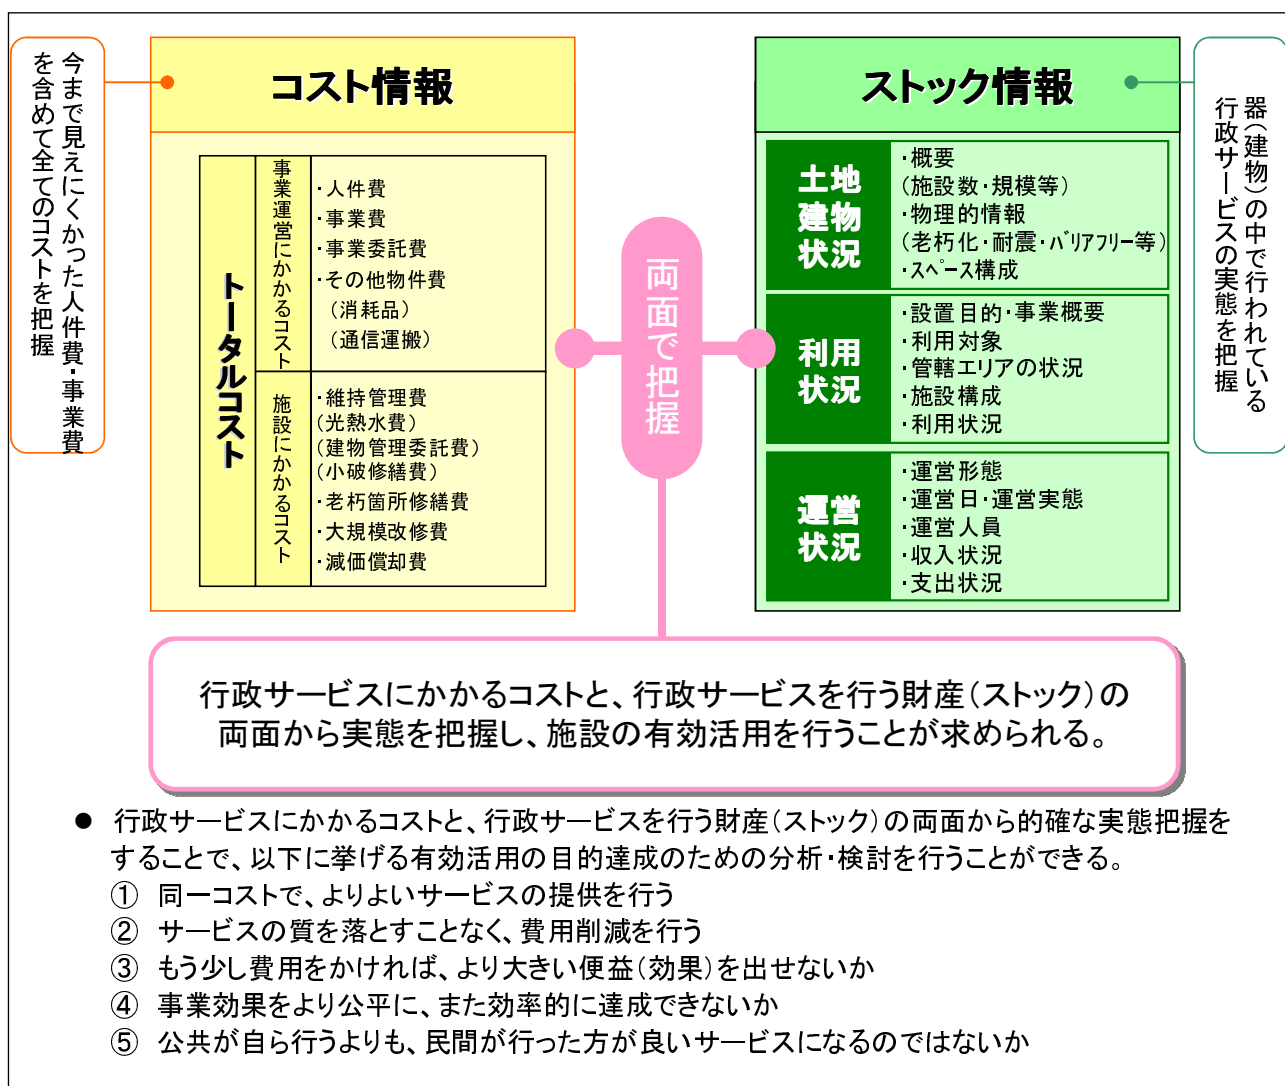 今まで見えにくかった人件費・事業費
を含めて全てのコストを把握
コスト情報
トータルコスト
事業運営にかかるコスト
・人件費
・事業費
・事業委託費
・その他物件費
（消耗品）
（通信運搬）
施設にかかるコスト
・維持管理費
(光熱水費)
(建物管理委託費)
(小破修繕費)
・老朽箇所修繕費
・大規模改修費
・減価償却費
両面で把握
ストック情報
土地
建物
状況
・概要
(施設数・規模等)
・物理的情報
(老朽化・耐震・ﾊﾞﾘｱﾌﾘｰ等)
・ｽﾍﾟｰｽ構成
利用
状況
・設置目的・事業概要
・利用対象
・管轄エリアの状況
・施設構成
・利用状況
運営
状況
・運営形態
・運営日・運営実態
・運営人員
・収入状況
・支出状況
器（建物）の中で行われている
行政サービスの実態を把握
行政サービスにかかるコストと、行政サービスを行う財産（ストック）の
両面から実態を把握し、施設の有効活用を行うことが求められる。
● 行政サービスにかかるコストと、行政サービスを行う財産（ストック）の両面から的確な実態把握を
することで、以下に挙げる有効活用の目的達成のための分析・検討を行うことができる。
① 同一コストで、よりよいサービスの提供を行う
② サービスの質を落とすことなく、費用削減を行う
③ もう少し費用をかければ、より大きい便益（効果）を出せないか
④ 事業効果をより公平に、また効率的に達成できないか
⑤ 公共が自ら行うよりも、民間が行った方が良いサービスになるのではないか